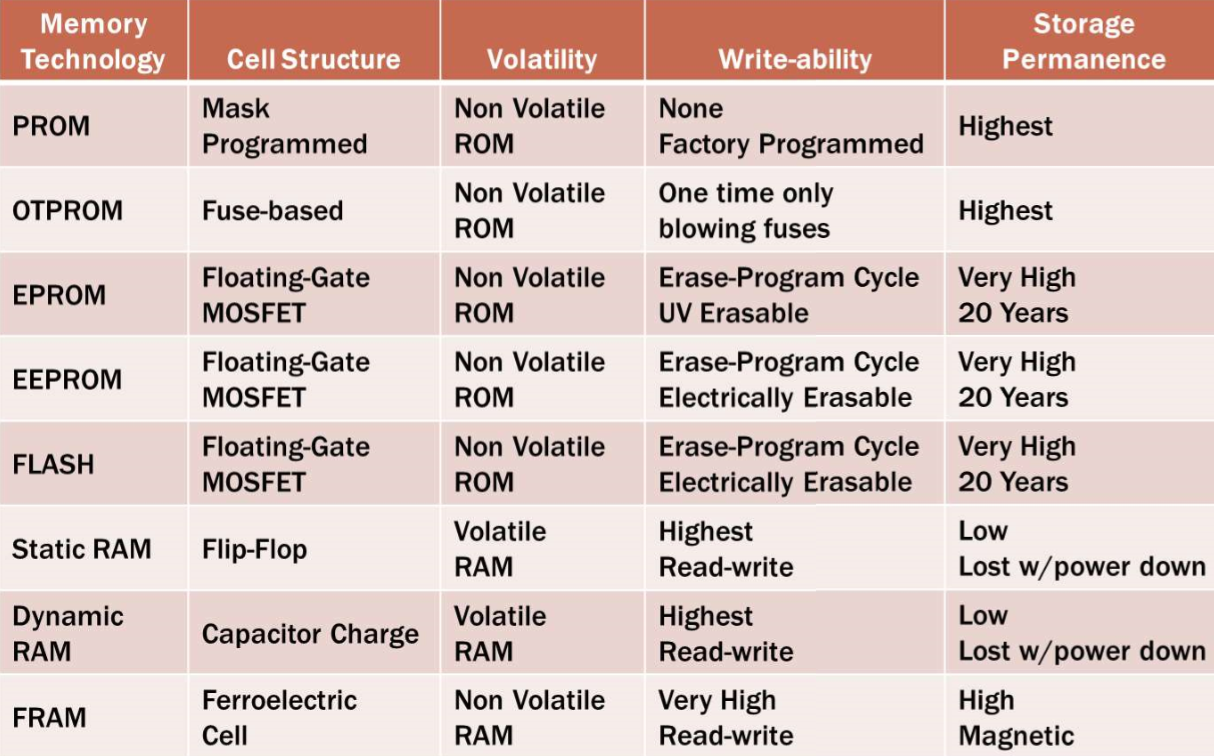 Memory Technology | Cell Structure | Volatility | Write-ability | Storage Permanence
PROM | Mask Programmed | Non Volatile ROM | None Factory Programmed | Highest
OTPROM | Fuse-based | Non Volatile ROM | One time only blowing fuses | Highest
EPROM | Floating-Gate MOSFET | Non Volatile ROM | Erase-Program Cycle UV Erasable | Very High 20 Years
EEPROM | Floating-Gate MOSFET | Non Volatile ROM | Erase-Program Cycle Electrically Erasable | Very High 20 Years
FLASH | Floating-Gate MOSFET | Non Volatile ROM | Erase-Program Cycle Electrically Erasable | Very High 20 Years
Static RAM | Flip-Flop | Volatile RAM | Highest Read-write | Low Lost w/power down
Dynamic RAM | Capacitor Charge | Volatile RAM | Highest Read-write | Low Lost w/power down
FRAM | Ferroelectric Cell | Non Volatile RAM | Very High Read-write | High Magnetic